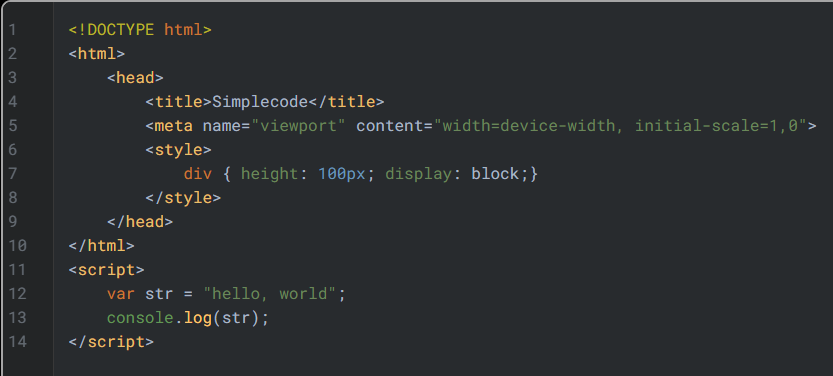 1 <!DOCTYPE html>
2 <html>
3 <head>
4 <title>Simplecode</title>
5 <meta name="viewport" content="width=device-width, initial-scale=1,0">
6 <style>
7 div { height: 100px; display: block;}
8 </style>
9 </head>
10 </html>
11 <script>
12 var str = "hello, world";
13 console.log(str);
14 </script>